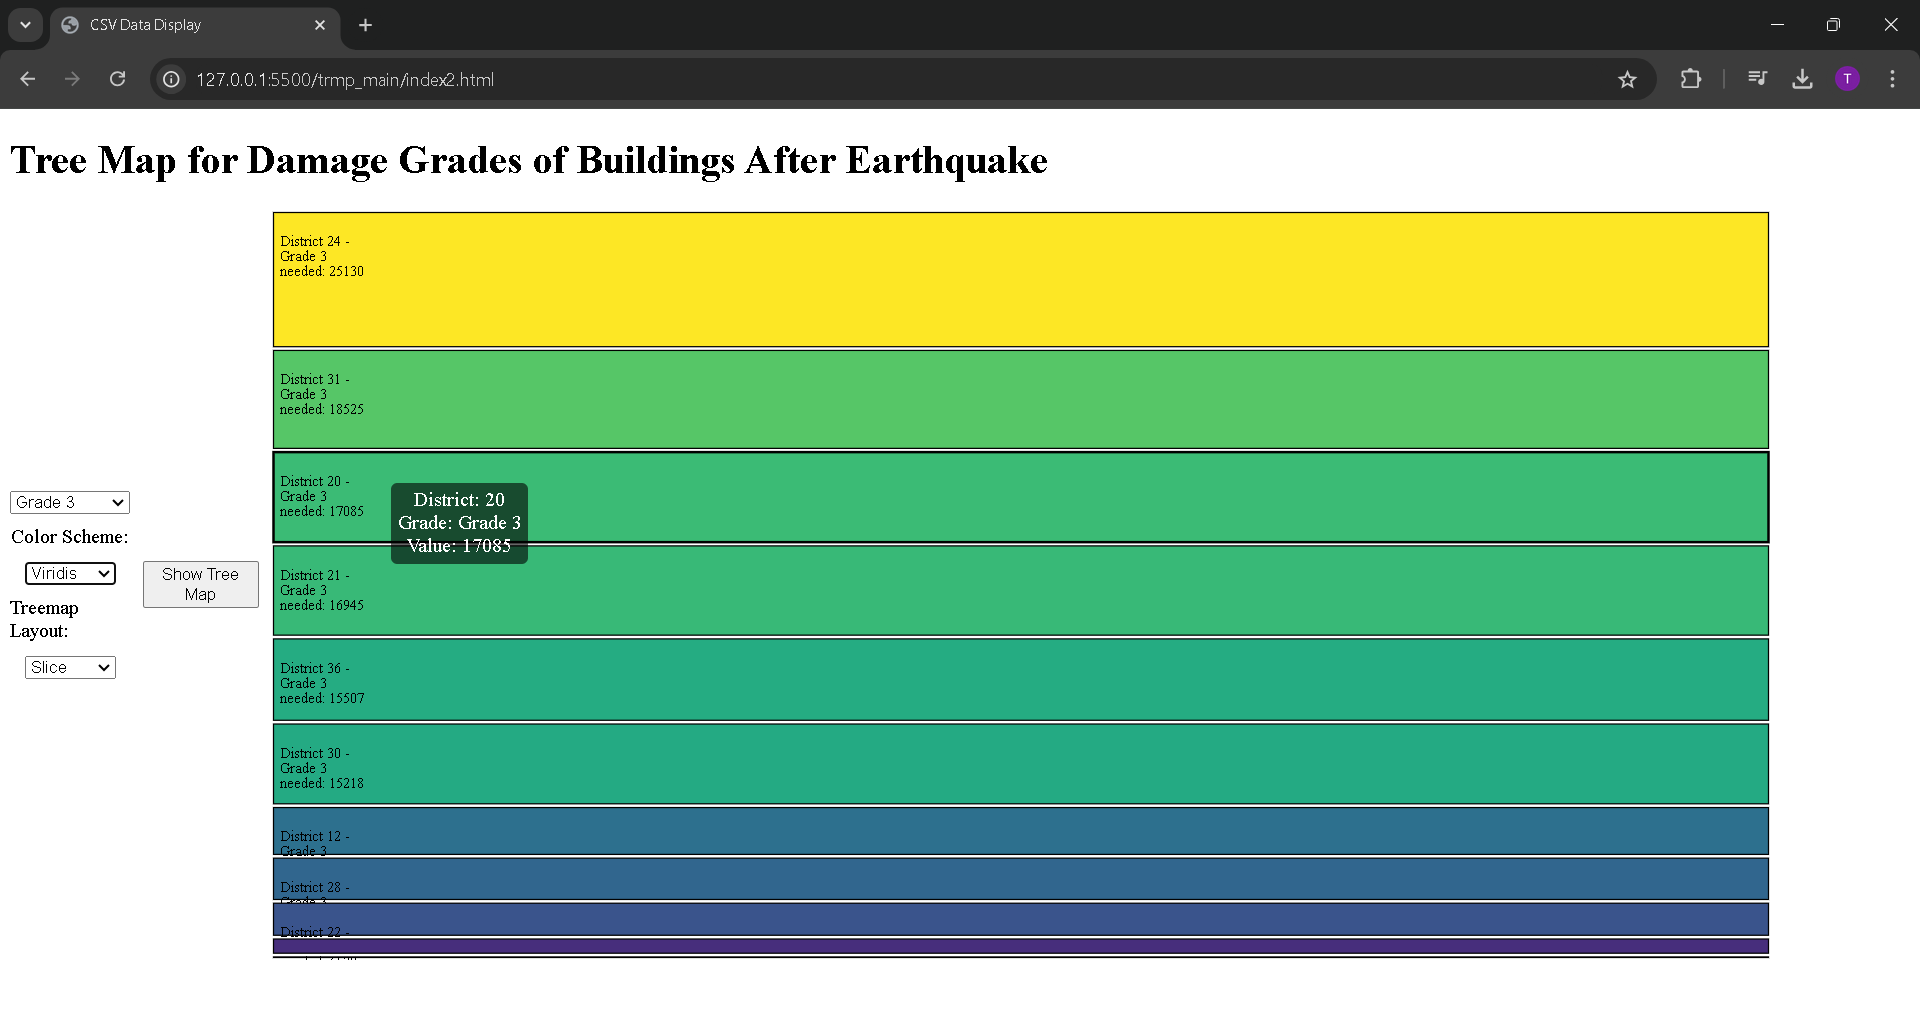 CSV Data Display
127.0.0.1:5500/trmp_main/index2.html
T
Tree Map for Damage Grades of Buildings After Earthquake
Grade 3
Color Scheme:
Viridis
Treemap
Layout:
Slice
Show Tree
Map
District 24 -
Grade 3
needed: 25130
District 31 -
Grade 3
needed: 18525
District 20 -
Grade 3
needed: 17085
District: 20
Grade: Grade 3
Value: 17085
District 21 -
Grade 3
needed: 16945
District 36 -
Grade 3
needed: 15507
District 30 -
Grade 3
needed: 15218
District 12 -
Grade 3
District 28 -
Grade 3
District 22 -